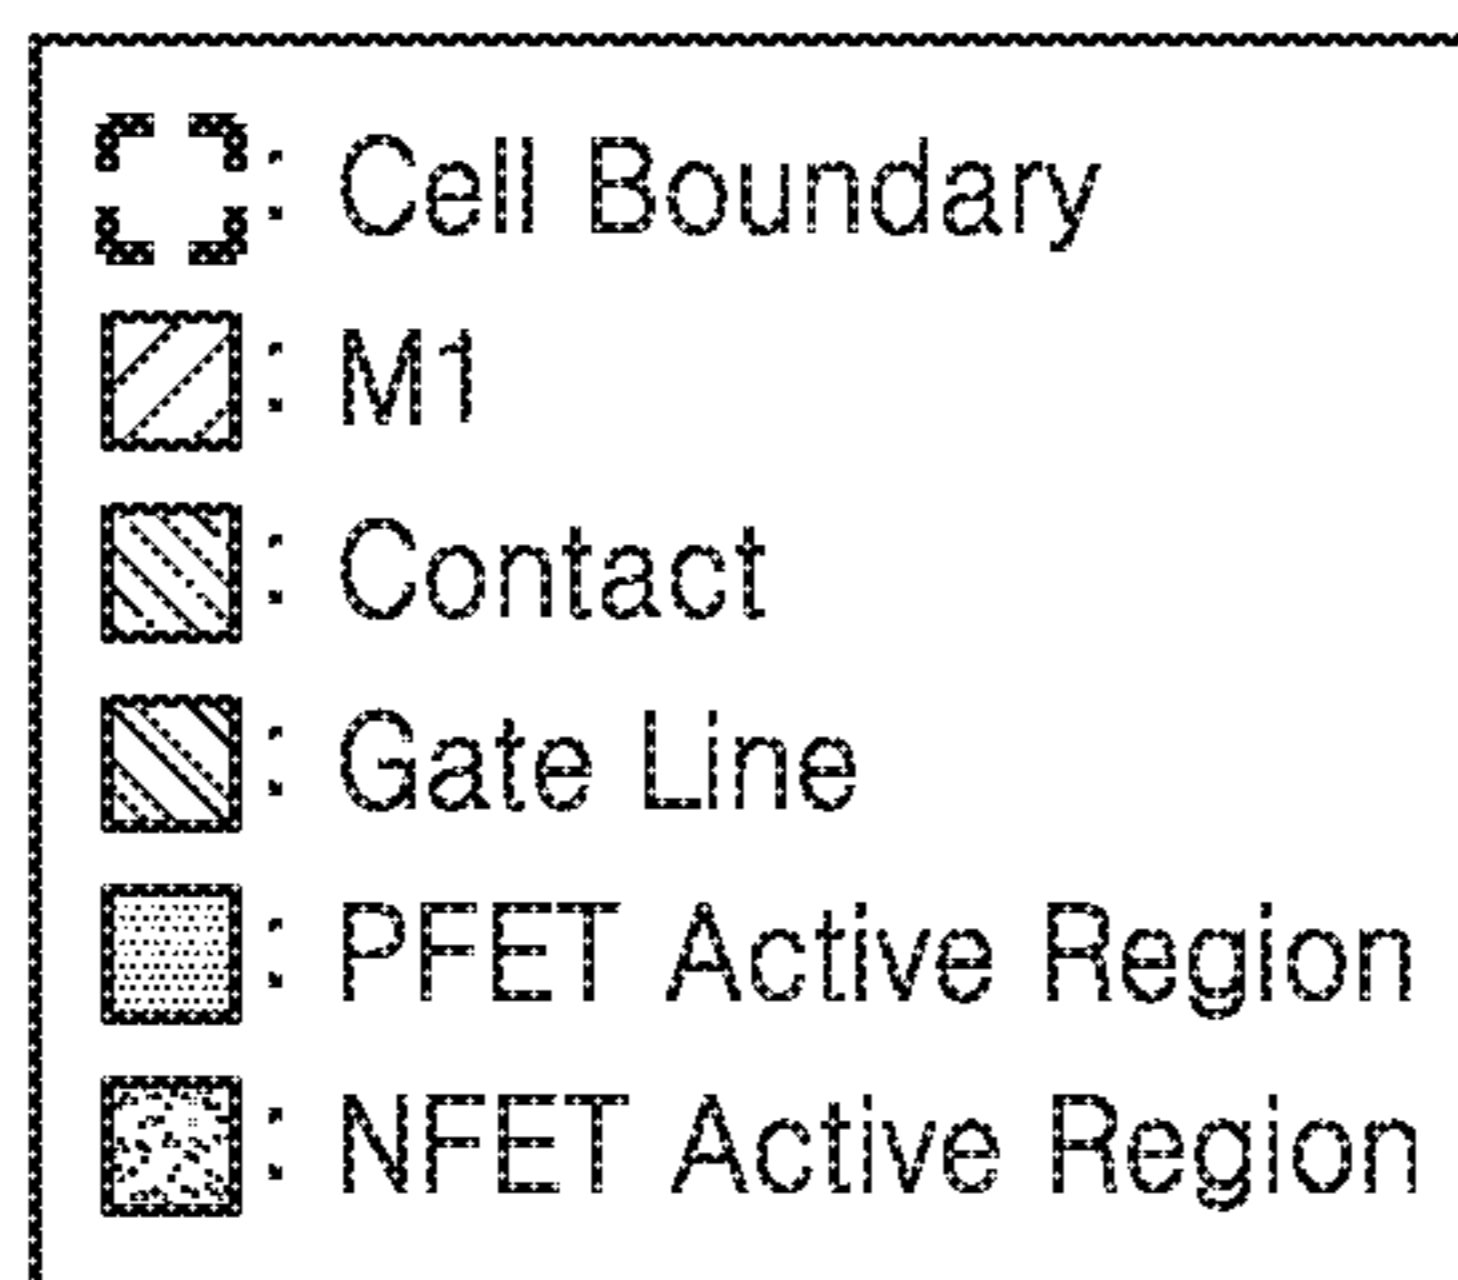 : Cell Boundary
: M1
: Contact
: Gate Line
: PFET Active Region
: NFET Active Region